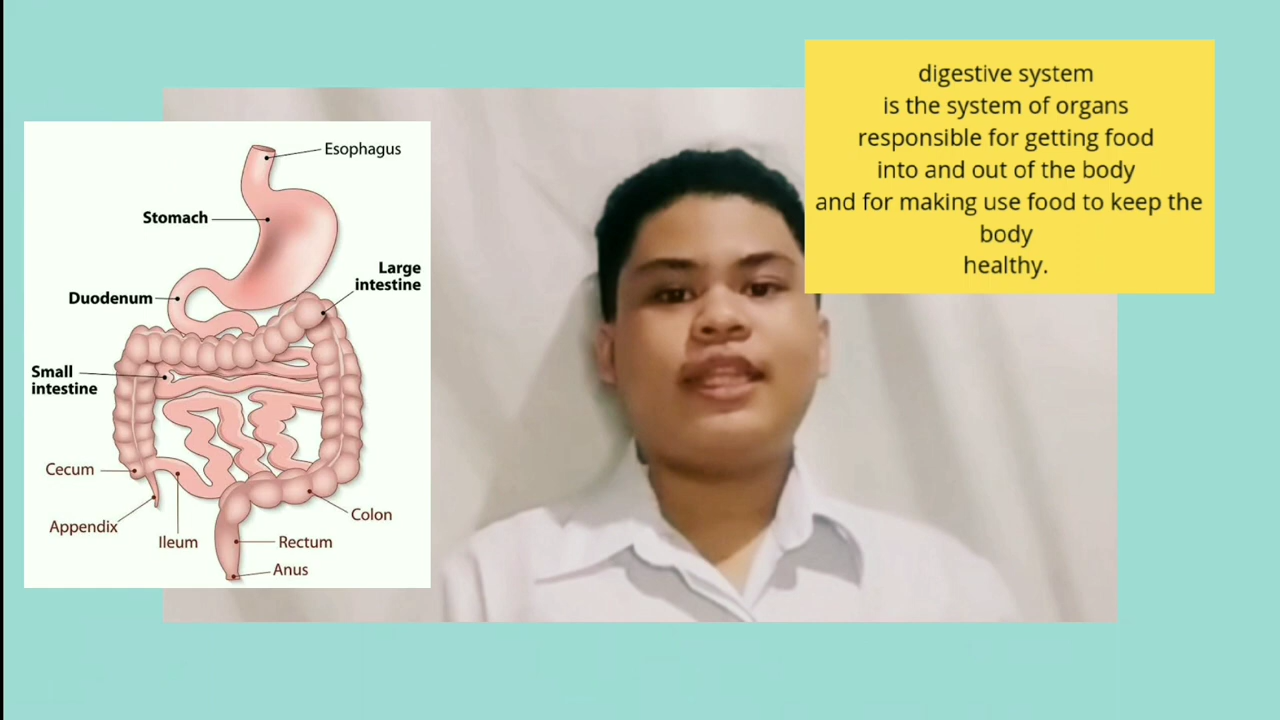 Esophagus
Stomach
Large
intestine
Duodenum
Small
intestine
Cecum
Appendix
Ileum
Colon
Rectum
Anus
digestive system
is the system of organs
responsible for getting food
into and out of the body
and for making use food to keep the
body
healthy.